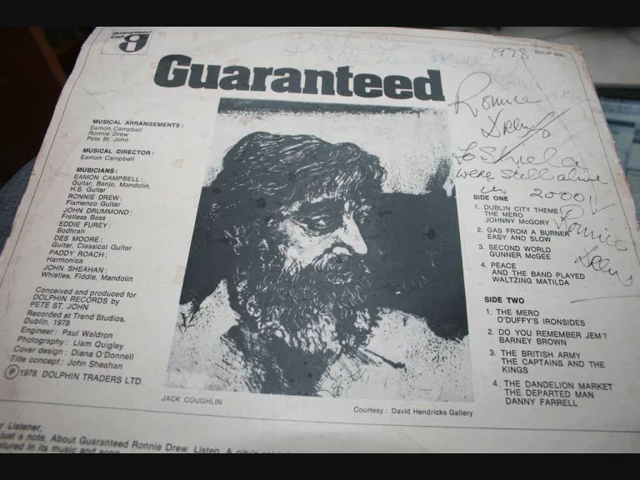 guaranteed
Guaranteed
1978
Ronnie
Drew
To Shiela
were Still alive
in 2000
Ronnie
Drew
MUSICAL ARRANGEMENTS:
Eamon Campbell
Ronnie Drew
Pete St. John
MUSICAL DIRECTOR:
Eamon Campbell
MUSICIANS:
EAMON CAMPBELL:
Guitar, Banjo, Mandolin,
H.S. Guitar
RONNIE DREW:
Flamenco Guitar
JOHN DRUMMOND:
Fretless Bass
EDDIE FUREY:
Bodhran
DES MOORE:
Guitar, Classical Guitar
PADDY ROACH:
Harmonica
JOHN SHEAHAN:
Whistles, Fiddle, Mandolin
Conceived and produced for
DOLPHIN RECORDS by
PETE ST. JOHN
Recorded at Trend Studios,
Dublin, 1978
Engineer: Paul Waldron
Photography: Liam Quigley
Cover design: Diana O'Donnell
Title concept: John Sheahan
Ⓟ 1978 DOLPHIN TRADERS LTD.
SIDE ONE
1. DUBLIN CITY THEME
THE MERO
JOHNNY McGORY
2. GAS FROM A BURNER
EASY AND SLOW
3. SECOND WORLD
GUNNER McGEE
4. PEACE
AND THE BAND PLAYED
WALTZING MATILDA
SIDE TWO
1. THE MERO
O'DUFFY'S IRONSIDES
2. DO YOU REMEMBER JEM?
BARNEY BROWN
3. THE BRITISH ARMY
THE CAPTAINS AND THE
KINGS
4. THE DANDELION MARKET
THE DEPARTED MAN
DANNY FARRELL
JACK COUGHLIN
Courtesy: David Hendricks Gallery
Listener,
Just a note, About Guaranteed Ronnie Drew. Listen. A
in its music and